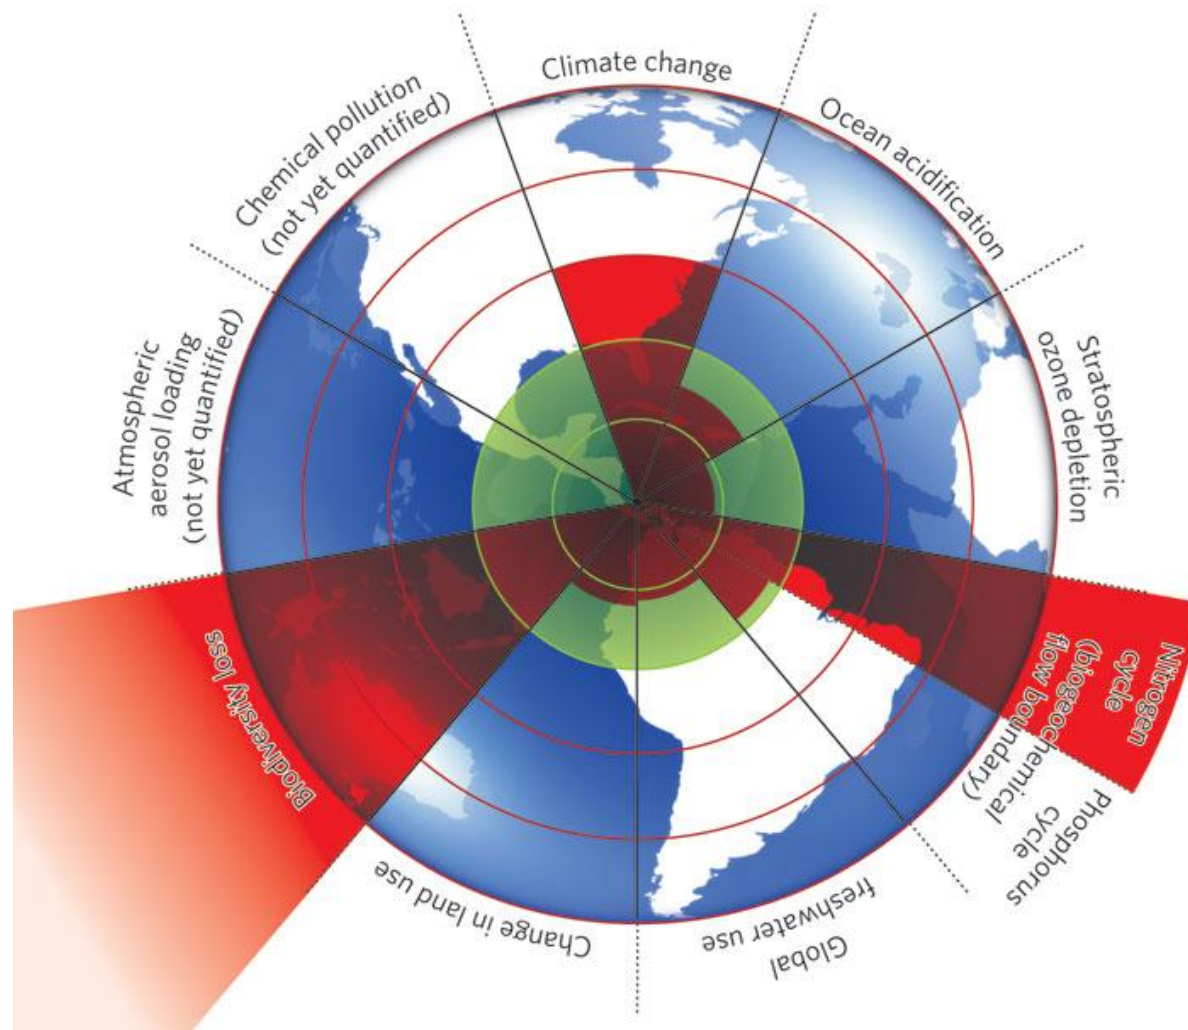 Climate change
Ocean acidification
Stratospheric
ozone depletion
Nitrogen
cycle
(biogeochemical
flow boundary)
Phosphorus
cycle
Global
freshwater use
Change in land use
Biodiversity loss
Atmospheric
aerosol loading
(not yet quantified)
Chemical pollution
(not yet quantified)